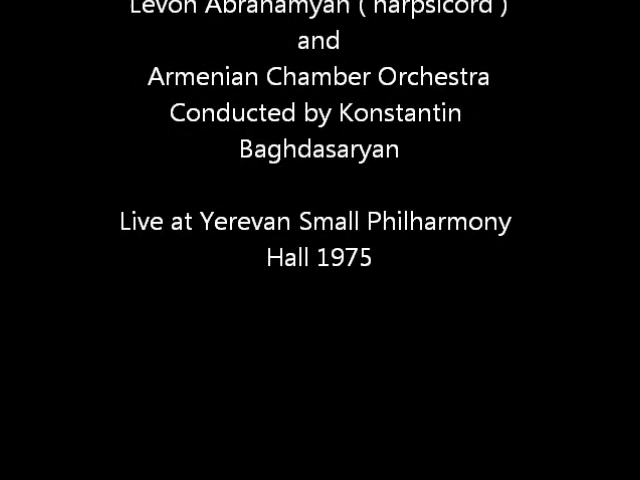 Levon Abrahamyan ( harpsicord )
and
Armenian Chamber Orchestra
Conducted by Konstantin
Baghdasaryan
Live at Yerevan Small Philharmony
Hall 1975